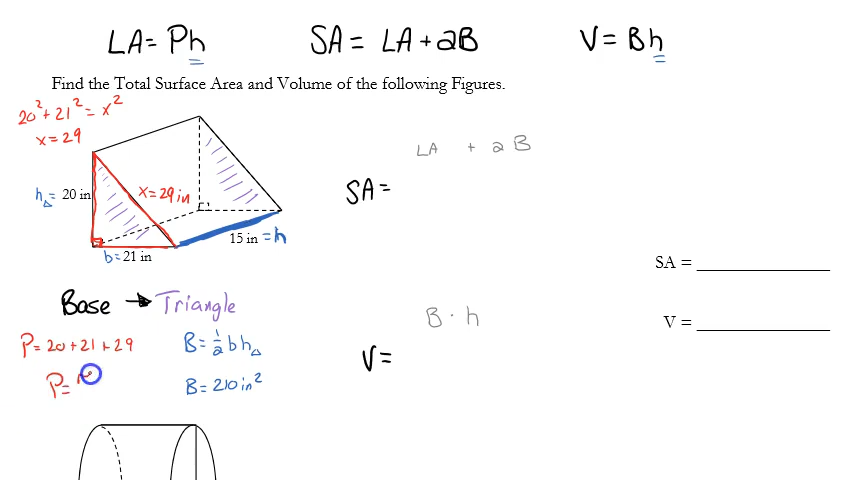 LA = Ph
SA = LA + 2B
V = Bh
Find the Total Surface Area and Volume of the following Figures.
20² + 21² = x²
x = 29
LA + 2B
h△ = 20 in
x = 29 in
SA =
15 in = h
b = 21 in
SA =
Base → Triangle
B · h
V =
P = 20 + 21 + 29
B = ½ b h△
V =
P =
B = 210 in²